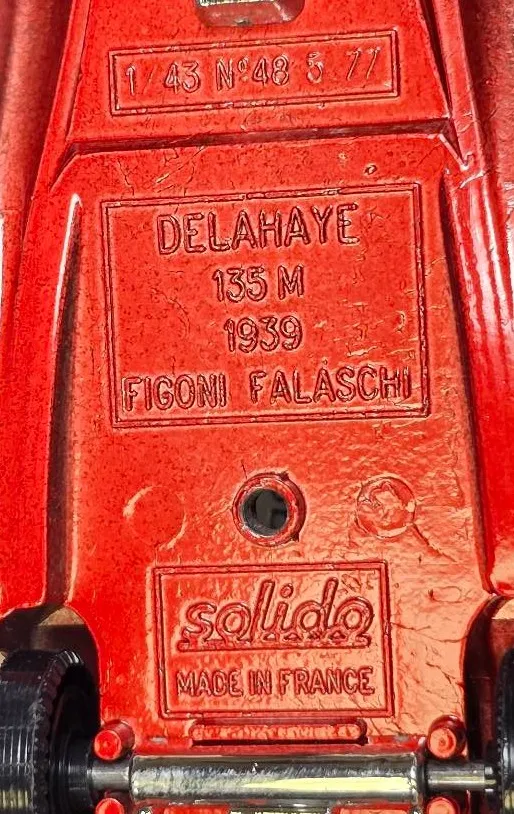 1/43 Nº48 5 77
DELAHAYE
135 M
1939
FIGONI FALASCHI
solido
MADE IN FRANCE